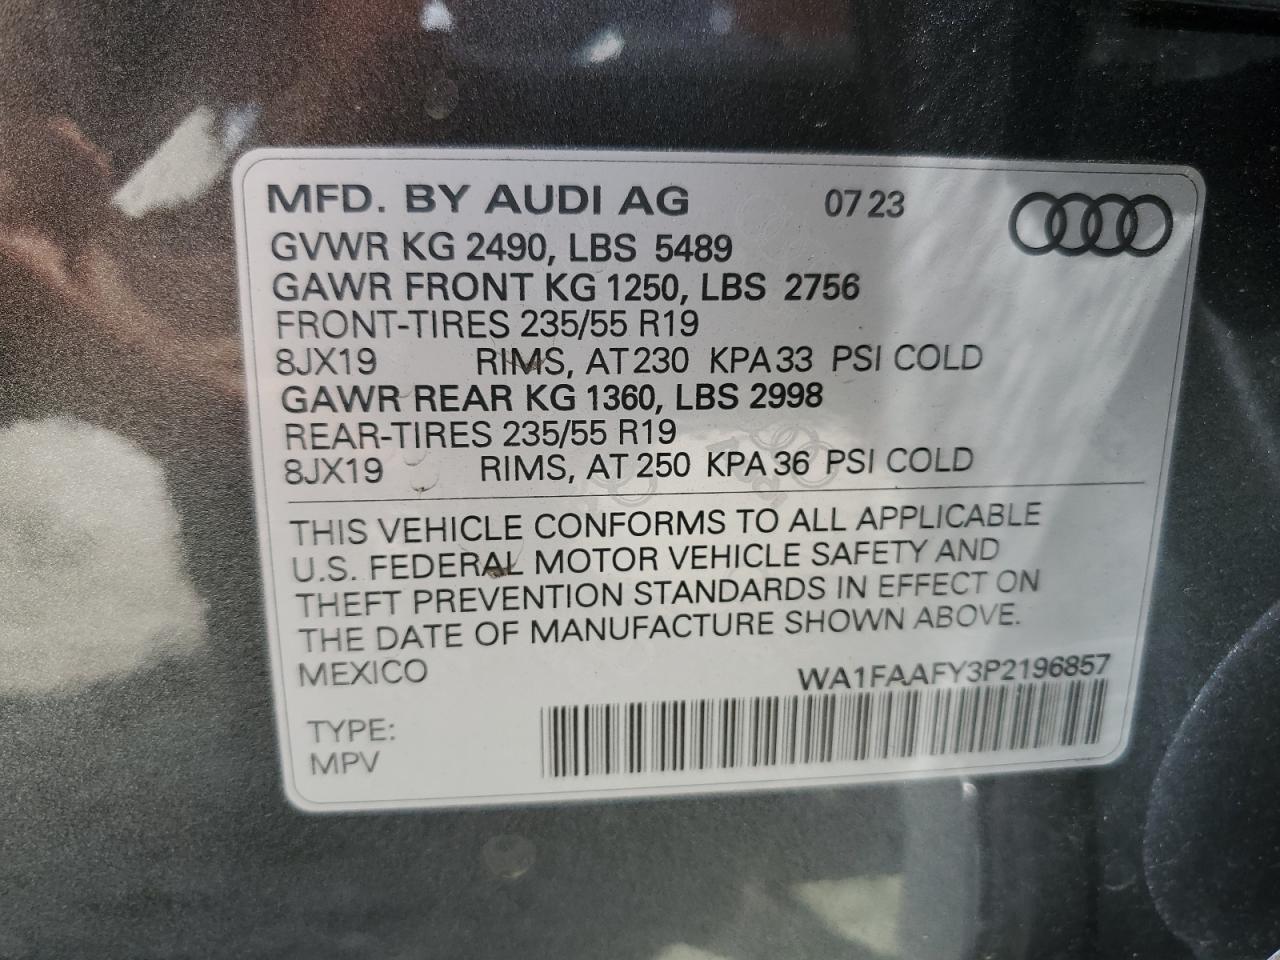 MFD. BY AUDI AG 07 23
GVWR KG 2490, LBS 5489
GAWR FRONT KG 1250, LBS 2756
FRONT-TIRES 235/55 R19
8JX19 RIMS, AT 230 KPA 33 PSI COLD
GAWR REAR KG 1360, LBS 2998
REAR-TIRES 235/55 R19
8JX19 RIMS, AT 250 KPA 36 PSI COLD
THIS VEHICLE CONFORMS TO ALL APPLICABLE
U.S. FEDERAL MOTOR VEHICLE SAFETY AND
THEFT PREVENTION STANDARDS IN EFFECT ON
THE DATE OF MANUFACTURE SHOWN ABOVE.
MEXICO WA1FAAFY3P2196857
TYPE:
MPV